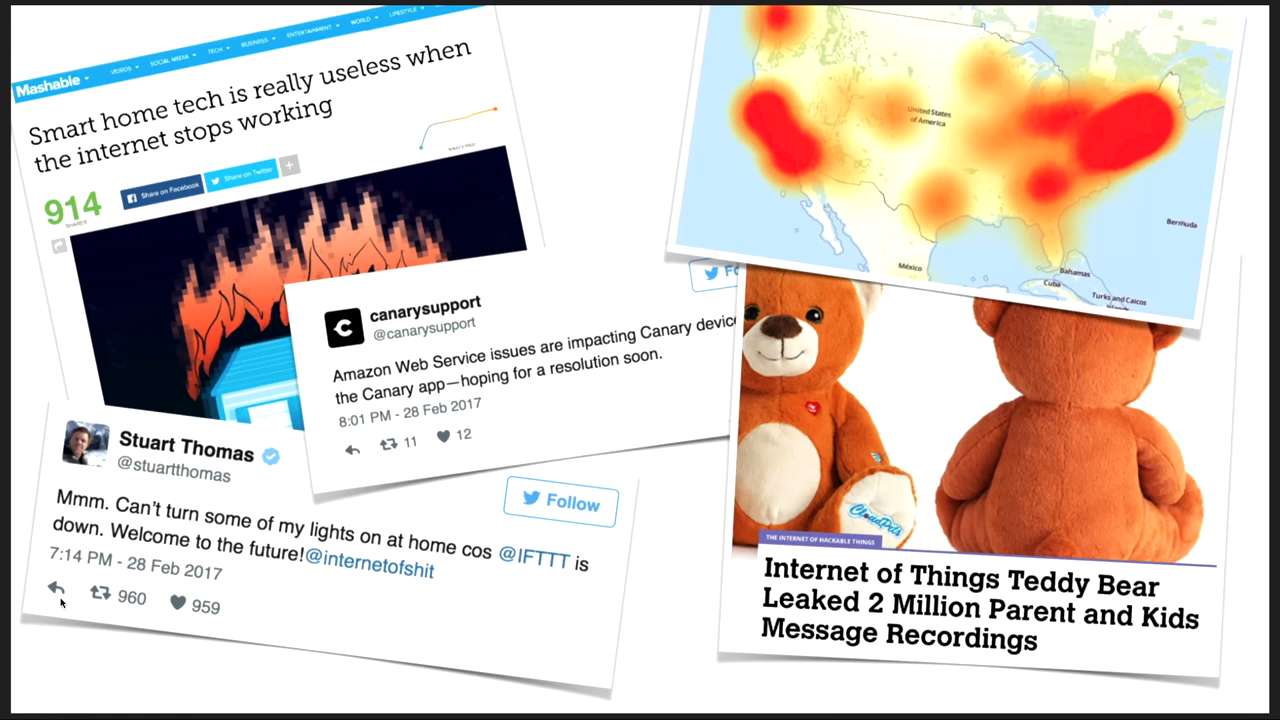 Mashable
VIDEOS
SOCIAL MEDIA
TECH
BUSINESS
ENTERTAINMENT
WORLD
LIFESTYLE
Smart home tech is really useless when
the internet stops working
914
SHARES
Share on Facebook
Share on Twitter
+
canarysupport
@canarysupport
Amazon Web Service issues are impacting Canary device
the Canary app—hoping for a resolution soon.
8:01 PM - 28 Feb 2017
11
12
Stuart Thomas
@stuartthomas
Follow
Mmm. Can't turn some of my lights on at home cos @IFTTT is
down. Welcome to the future!@internetofshit
7:14 PM - 28 Feb 2017
960
959
United States
of America
Bermuda
México
Bahamas
Cuba
Turks and Caicos
CloudPets
THE INTERNET OF HACKABLE THINGS
Internet of Things Teddy Bear
Leaked 2 Million Parent and Kids
Message Recordings